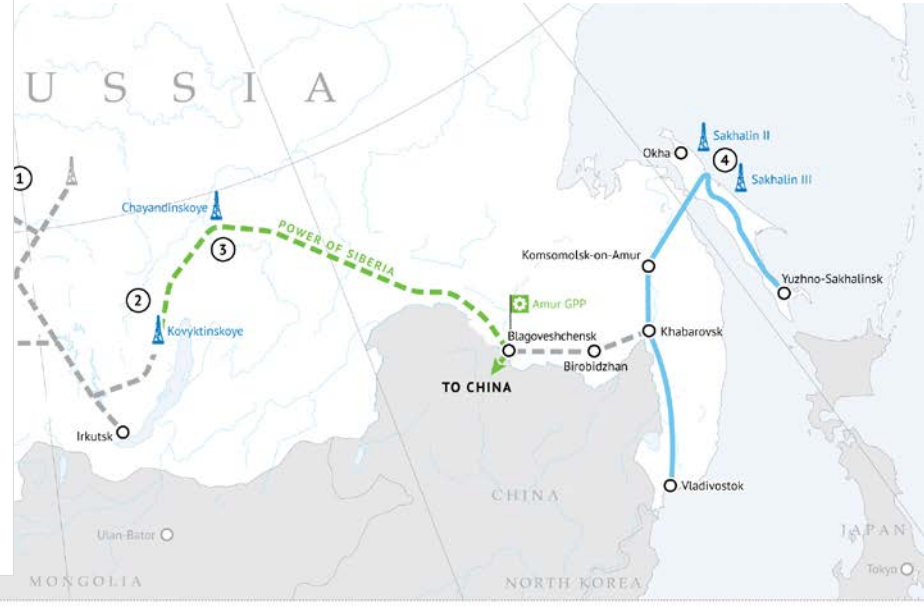 RUSSIA
Sakhalin II
Okha
4
1
Sakhalin III
Chayandinskoye
POWER OF SIBERIA
3
Komsomolsk-on-Amur
Yuzhno-Sakhalinsk
2
Amur GPP
Kovyktinskoye
Blagoveshchensk
Khabarovsk
Birobidzhan
TO CHINA
Irkutsk
Vladivostok
CHINA
Ulan-Bator
JAPAN
Tokyo
MONGOLIA
NORTH KOREA